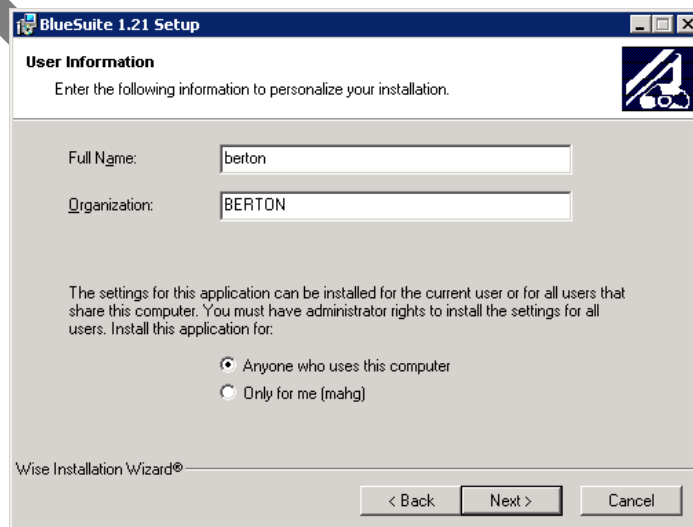 BlueSuite 1.21 Setup
User Information
Enter the following information to personalize your installation.
Full Name:
berton
Organization:
BERTON
The settings for this application can be installed for the current user or for all users that
share this computer. You must have administrator rights to install the settings for all
users. Install this application for:
Anyone who uses this computer
Only for me (mahg)
Wise Installation Wizard®
< Back Next > Cancel